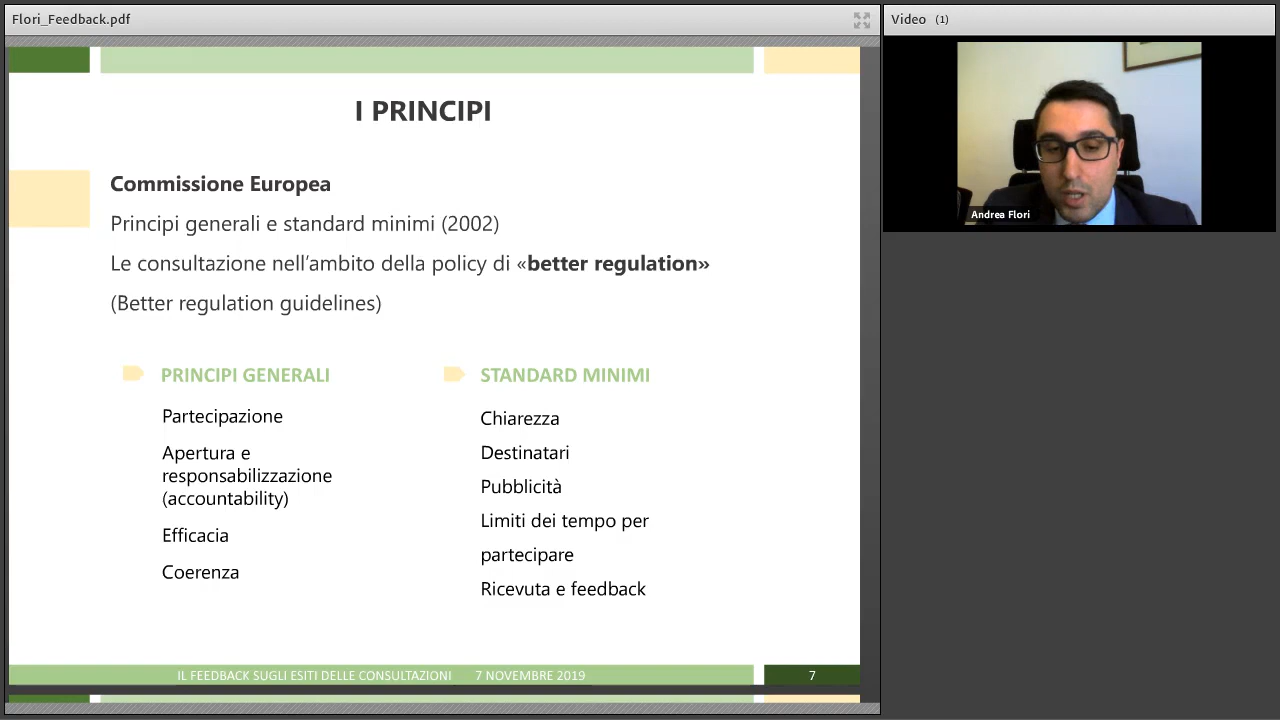 Flori_Feedback.pdf
Video (1)
I PRINCIPI
Commissione Europea
Principi generali e standard minimi (2002)
Le consultazione nell'ambito della policy di «better regulation»
(Better regulation guidelines)
PRINCIPI GENERALI
Partecipazione
Apertura e
responsabilizzazione
(accountability)
Efficacia
Coerenza
STANDARD MINIMI
Chiarezza
Destinatari
Pubblicità
Limiti dei tempo per
partecipare
Ricevuta e feedback
IL FEEDBACK SUGLI ESITI DELLE CONSULTAZIONI 7 NOVEMBRE 2019
7
Andrea Flori